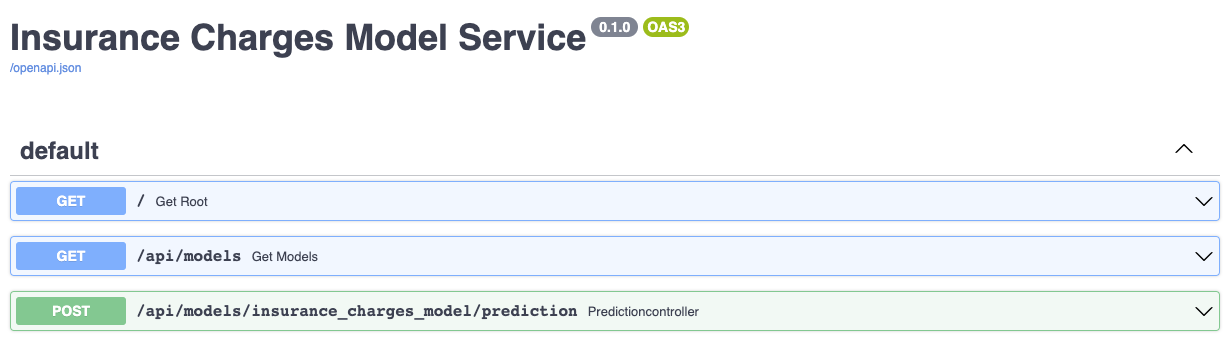 Insurance Charges Model Service 0.1.0 OAS3
/openapi.json
default
GET / Get Root
GET /api/models Get Models
POST /api/models/insurance_charges_model/prediction Predictioncontroller